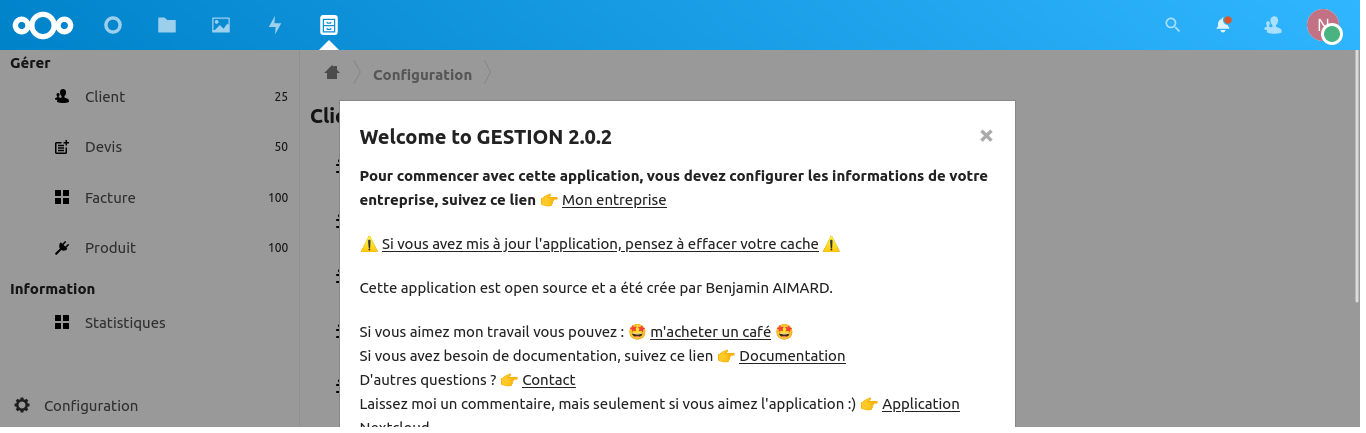 N
Gérer
Client 25
Devis 50
Facture 100
Produit 100
Information
Statistiques
Configuration
Configuration
Welcome to GESTION 2.0.2
Pour commencer avec cette application, vous devez configurer les informations de votre
entreprise, suivez ce lien 👉 Mon entreprise
⚠️ Si vous avez mis à jour l'application, pensez à effacer votre cache ⚠️
Cette application est open source et a été crée par Benjamin AIMARD.
Si vous aimez mon travail vous pouvez : 🤩 m'acheter un café 🤩
Si vous avez besoin de documentation, suivez ce lien 👉 Documentation
D'autres questions ? 👉 Contact
Laissez moi un commentaire, mais seulement si vous aimez l'application :) 👉 Application
Nextcloud